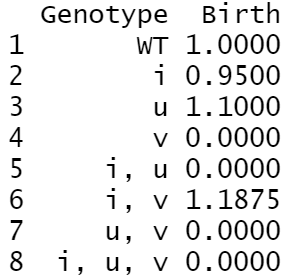 Genotype Birth
1 WT 1.0000
2 i 0.9500
3 u 1.1000
4 v 0.0000
5 i, u 0.0000
6 i, v 1.1875
7 u, v 0.0000
8 i, u, v 0.0000